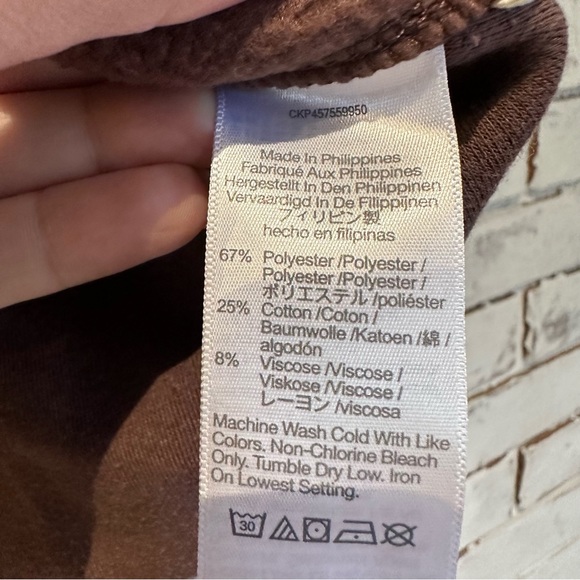 CKP457559950
Made In Philippines
Fabriqué Aux Philippines
Hergestellt In Den Philippinen
Vervaardigd In De Filippijnen
フィリピン製
hecho en filipinas
67% Polyester /Polyester /
Polyester /Polyester /
ポリエステル /poliéster
25% Cotton /Coton /
Baumwolle /Katoen /綿 /
algodón
8% Viscose /Viscose /
Viskose /Viscose /
レーヨン /viscosa
Machine Wash Cold With Like
Colors. Non-Chlorine Bleach
Only. Tumble Dry Low. Iron
On Lowest Setting.
30